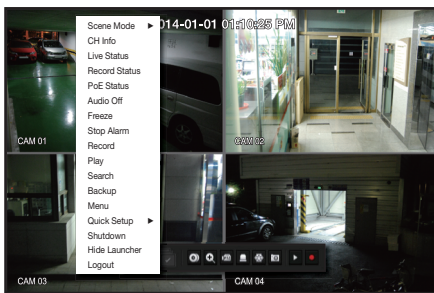 Scene Mode
014-01-01 01:10:25 PM
CH Info
Live Status
Record Status
PoE Status
Audio Off
Freeze
Stop Alarm
Record
Play
Search
Backup
Menu
Quick Setup
Shutdown
Hide Launcher
Logout
CAM 01
CAM 02
CAM 03
CAM 04